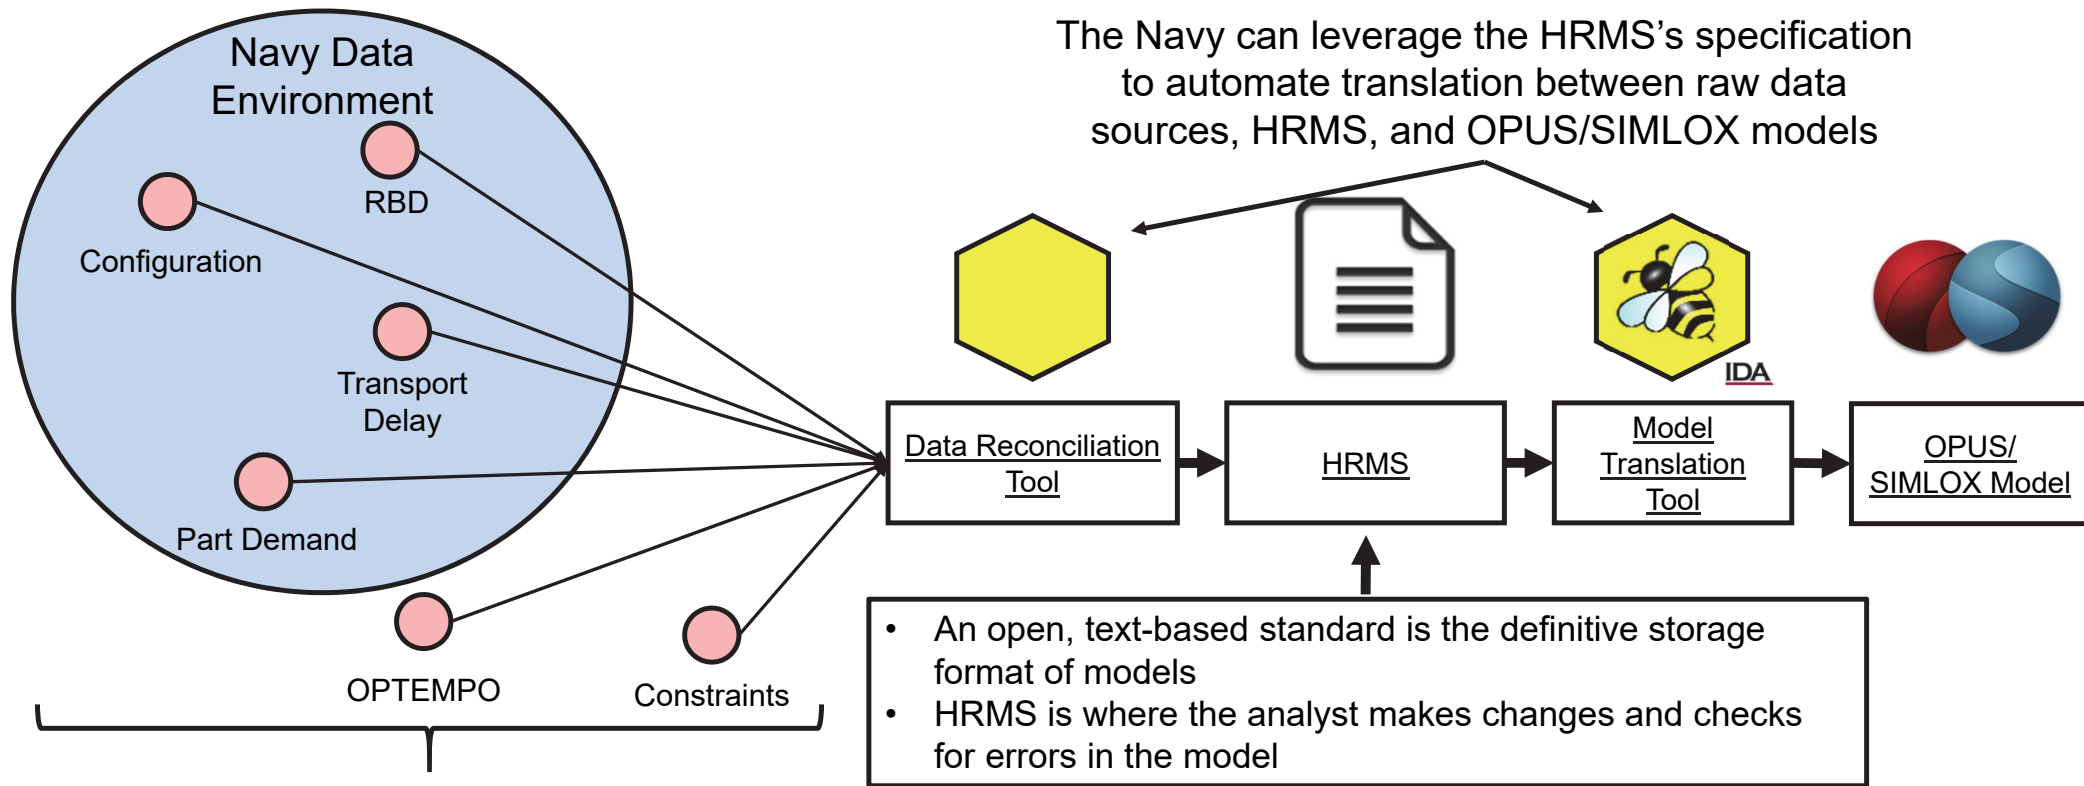 Navy Data
Environment
RBD
Configuration
Transport
Delay
Part Demand
OPTEMPO
Constraints
The Navy can leverage the HRMS's specification
to automate translation between raw data
sources, HRMS, and OPUS/SIMLOX models
IDA
Data Reconciliation
Tool
HRMS
Model
Translation
Tool
OPUS/
SIMLOX Model
• An open, text-based standard is the definitive storage
format of models
• HRMS is where the analyst makes changes and checks
for errors in the model